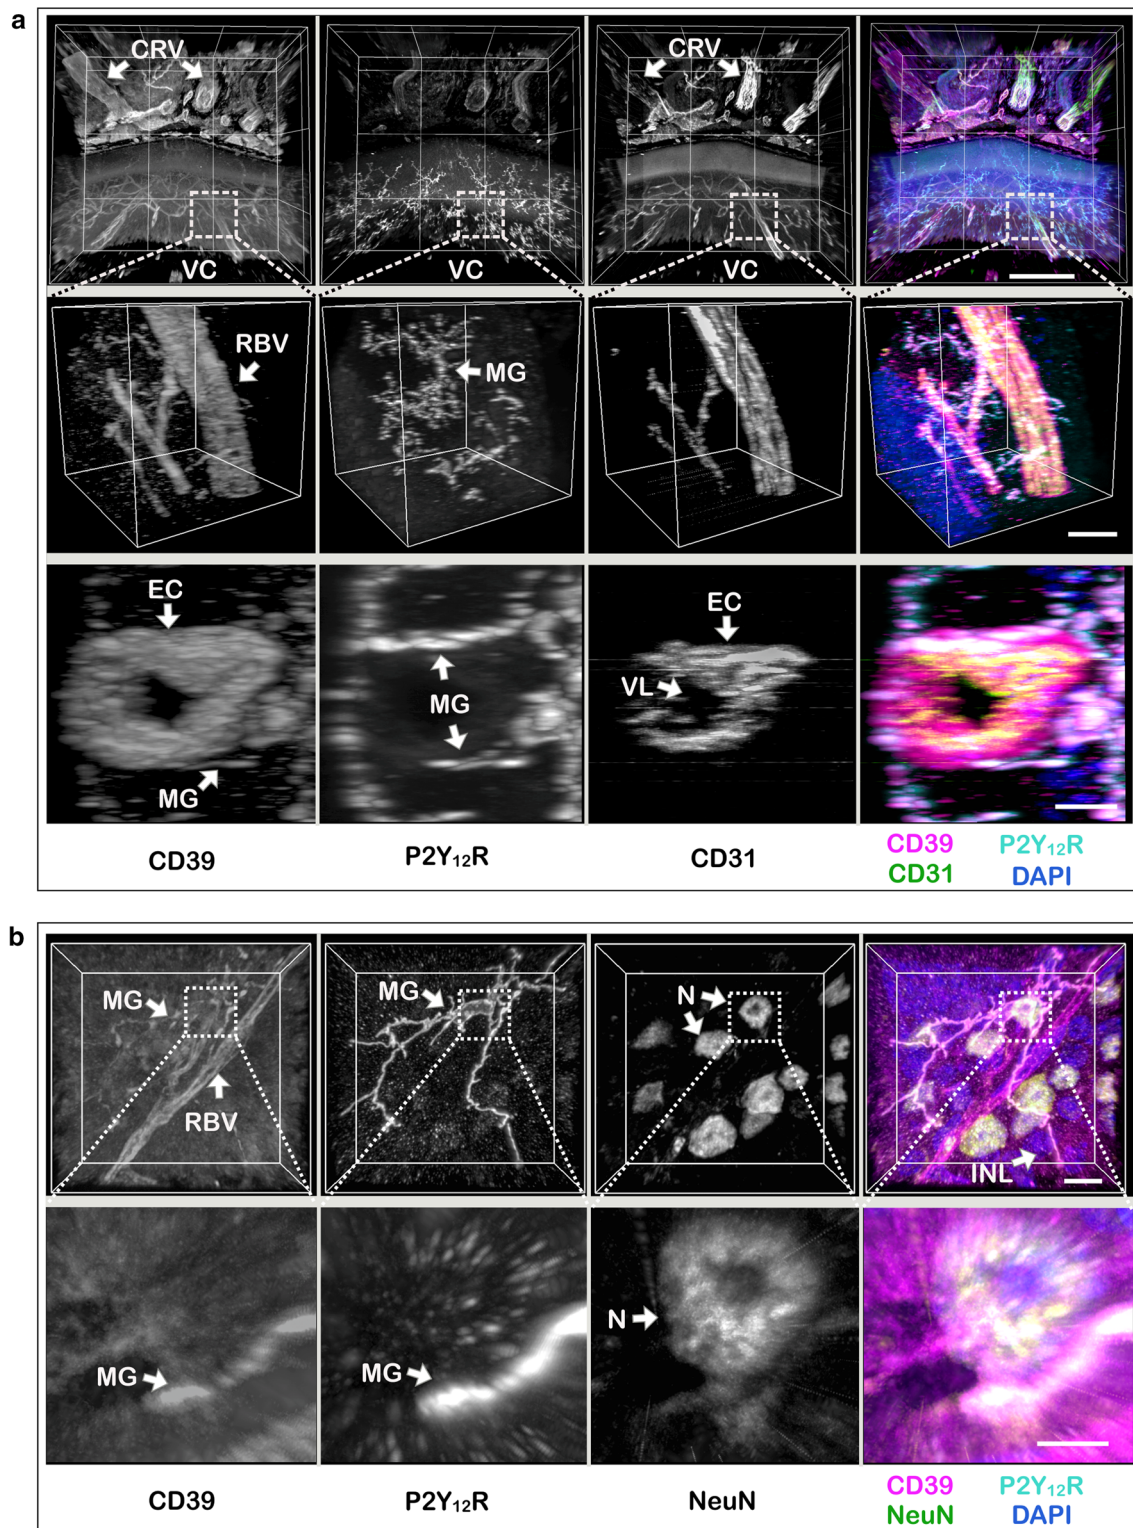 a
CRV
CRV
VC
VC
RBV
MG
EC
MG
MG
EC
VL
CD39
P2Y₁₂R
CD31
CD39 P2Y₁₂R
CD31 DAPI
b
MG
RBV
MG
N
INL
MG
MG
N
CD39
P2Y₁₂R
NeuN
CD39 P2Y₁₂R
NeuN DAPI